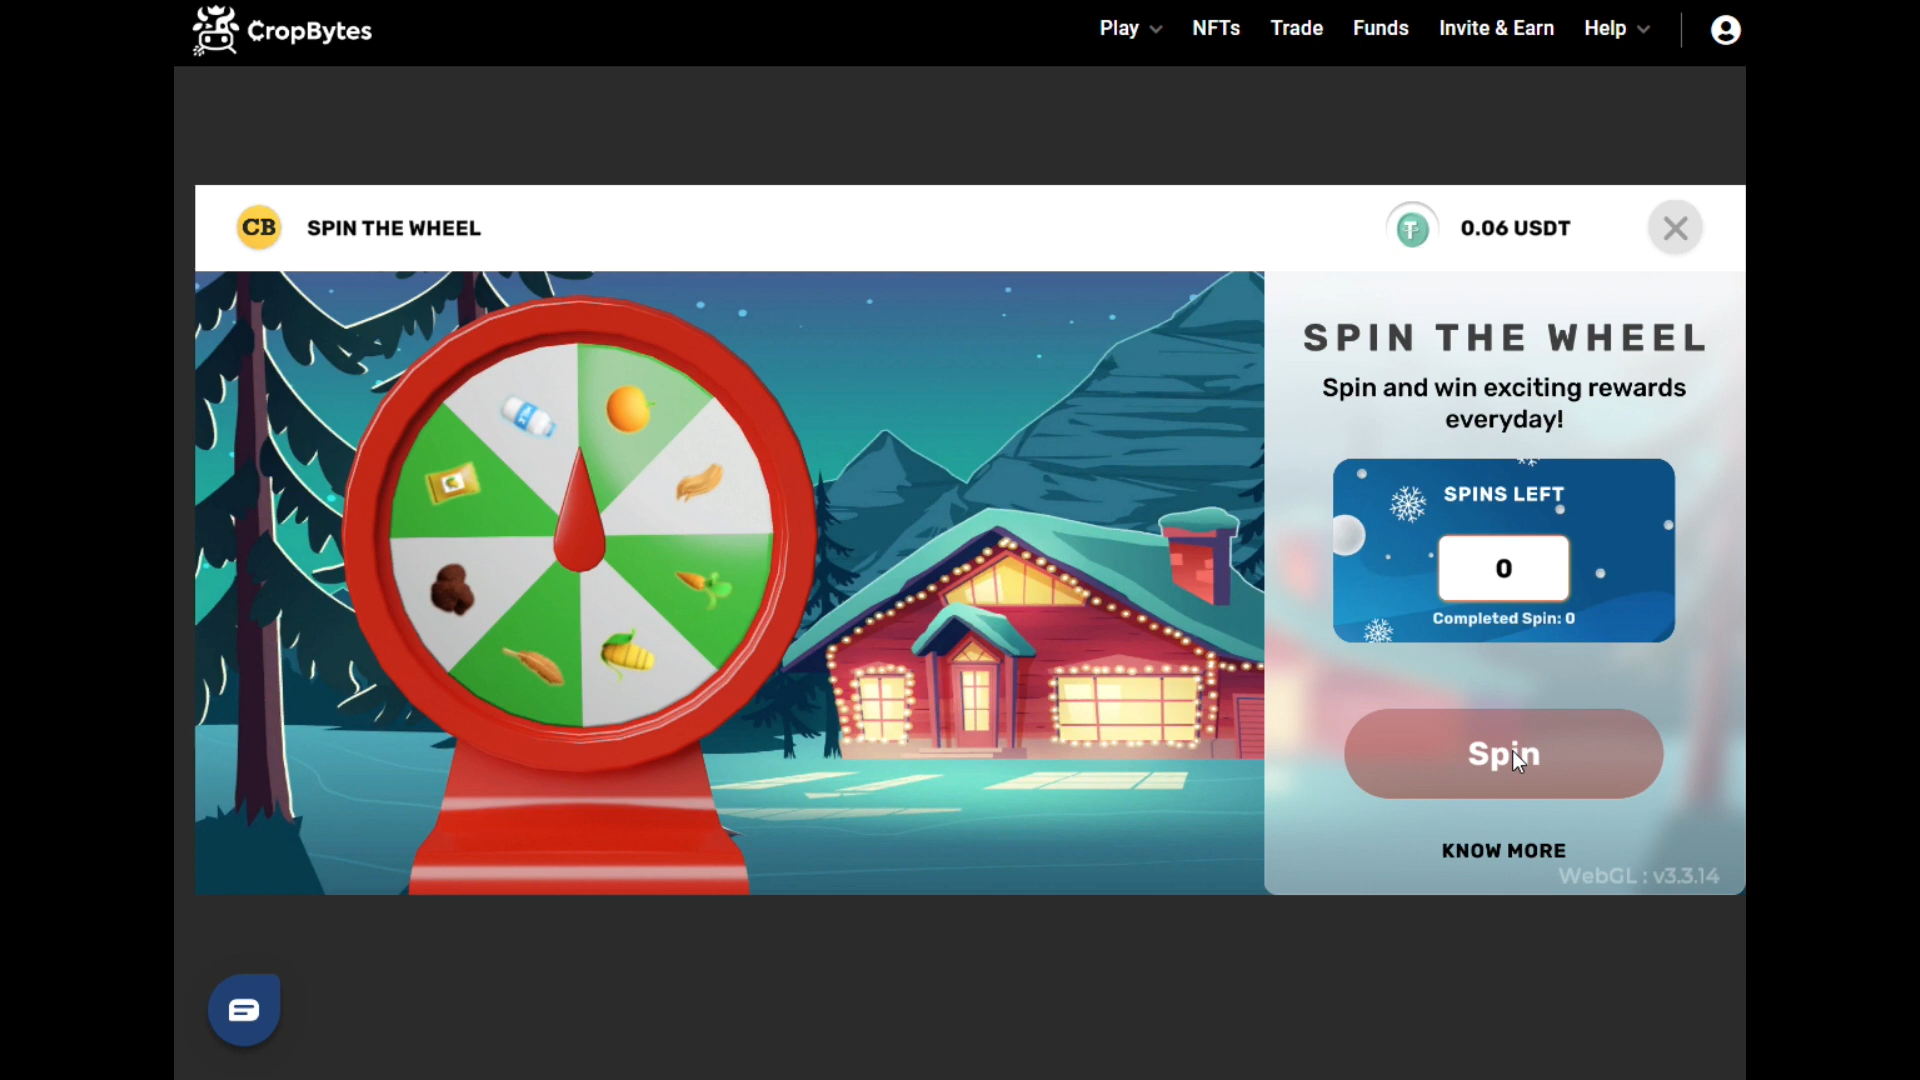 CropBytes
Play
NFTs
Trade
Funds
Invite & Earn
Help
CB
SPIN THE WHEEL
0.06 USDT
SPIN THE WHEEL
Spin and win exciting rewards
everyday!
SPINS LEFT
0
Completed Spin: 0
Spin
KNOW MORE
WebGL : v3.3.14